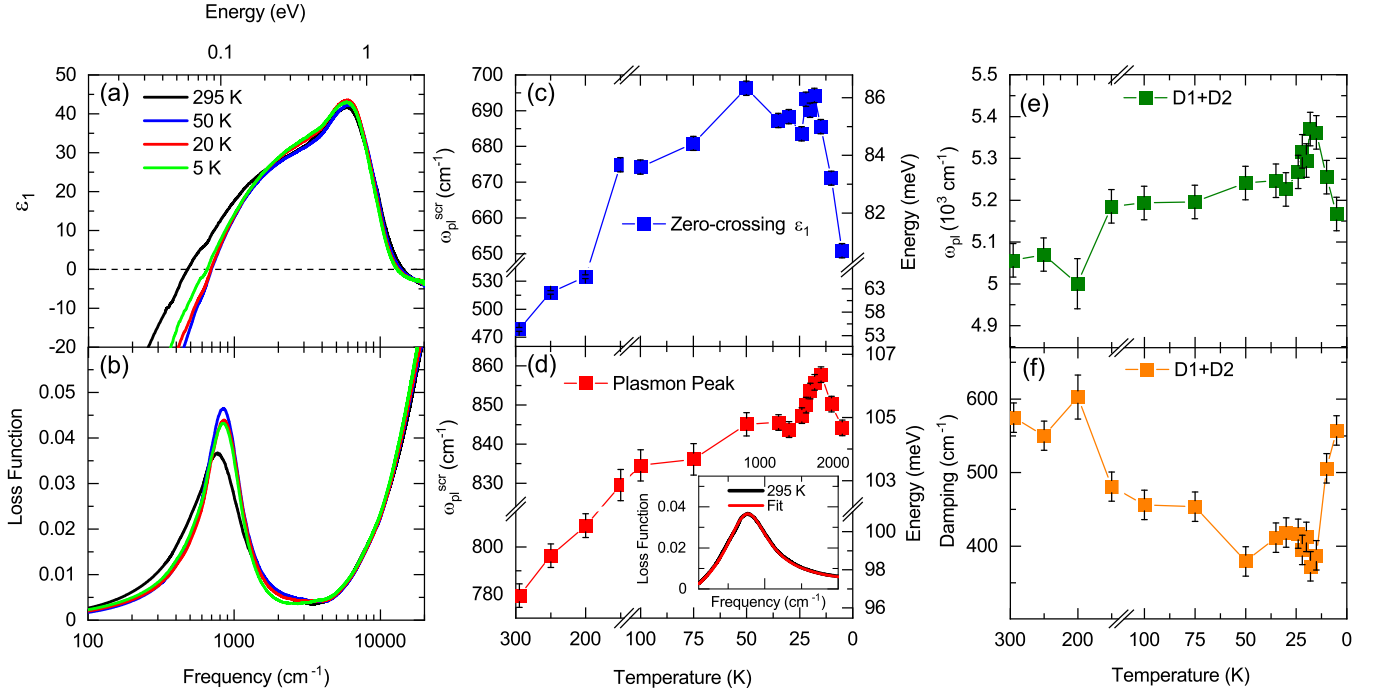 Energy (eV)
0.1 1
(a)
295 K
50 K
20 K
5 K
50
40
30
20
10
0
-10
-20
ε1
(b)
0.05
0.04
0.03
0.02
0.01
0
Loss Function
100 1000 10000
Frequency (cm-1)
(c)
700
690
680
670
660
650
530
500
470
ωplscr (cm-1)
Zero-crossing ε1
86
84
82
63
58
53
Energy (meV)
(d)
Plasmon Peak
860
850
840
830
800
780
ωplscr (cm-1)
107
105
103
100
98
96
Energy (meV)
1000 2000
295 K
Fit
0.04
0.02
0
Loss Function
Frequency (cm-1)
300 200 100 75 50 25 0
Temperature (K)
(e)
D1+D2
5.5
5.4
5.3
5.2
5.1
5
4.9
ωpl (103 cm-1)
(f)
D1+D2
600
500
400
Damping (cm-1)
300 200 100 75 50 25 0
Temperature (K)